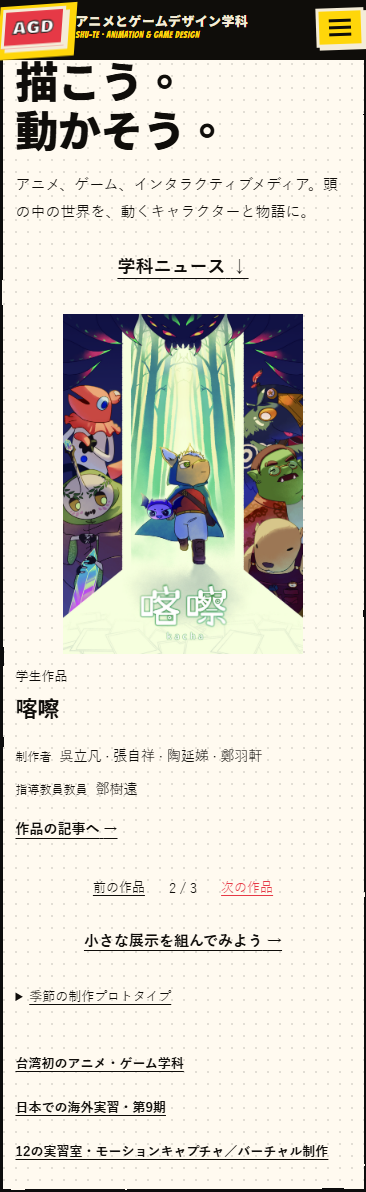 AGD
アニメとゲームデザイン学科
SHU-TE · ANIMATION & GAME DESIGN
描こう。
動かそう。
アニメ、ゲーム、インタラクティブメディア。頭
の中の世界を、動くキャラクターと物語に。
学科ニュース ↓
喀嚓
kacha
学生作品
喀嚓
制作者 吳立凡 · 張自祥 · 陶延娣 · 鄭羽軒
指導教員教員 鄧樹遠
作品の記事へ →
前の作品 2 / 3 次の作品
小さな展示を組んでみよう →
▶ 季節の制作プロトタイプ
台湾初のアニメ・ゲーム学科
日本での海外実習・第9期
12の実習室・モーションキャプチャ／バーチャル制作